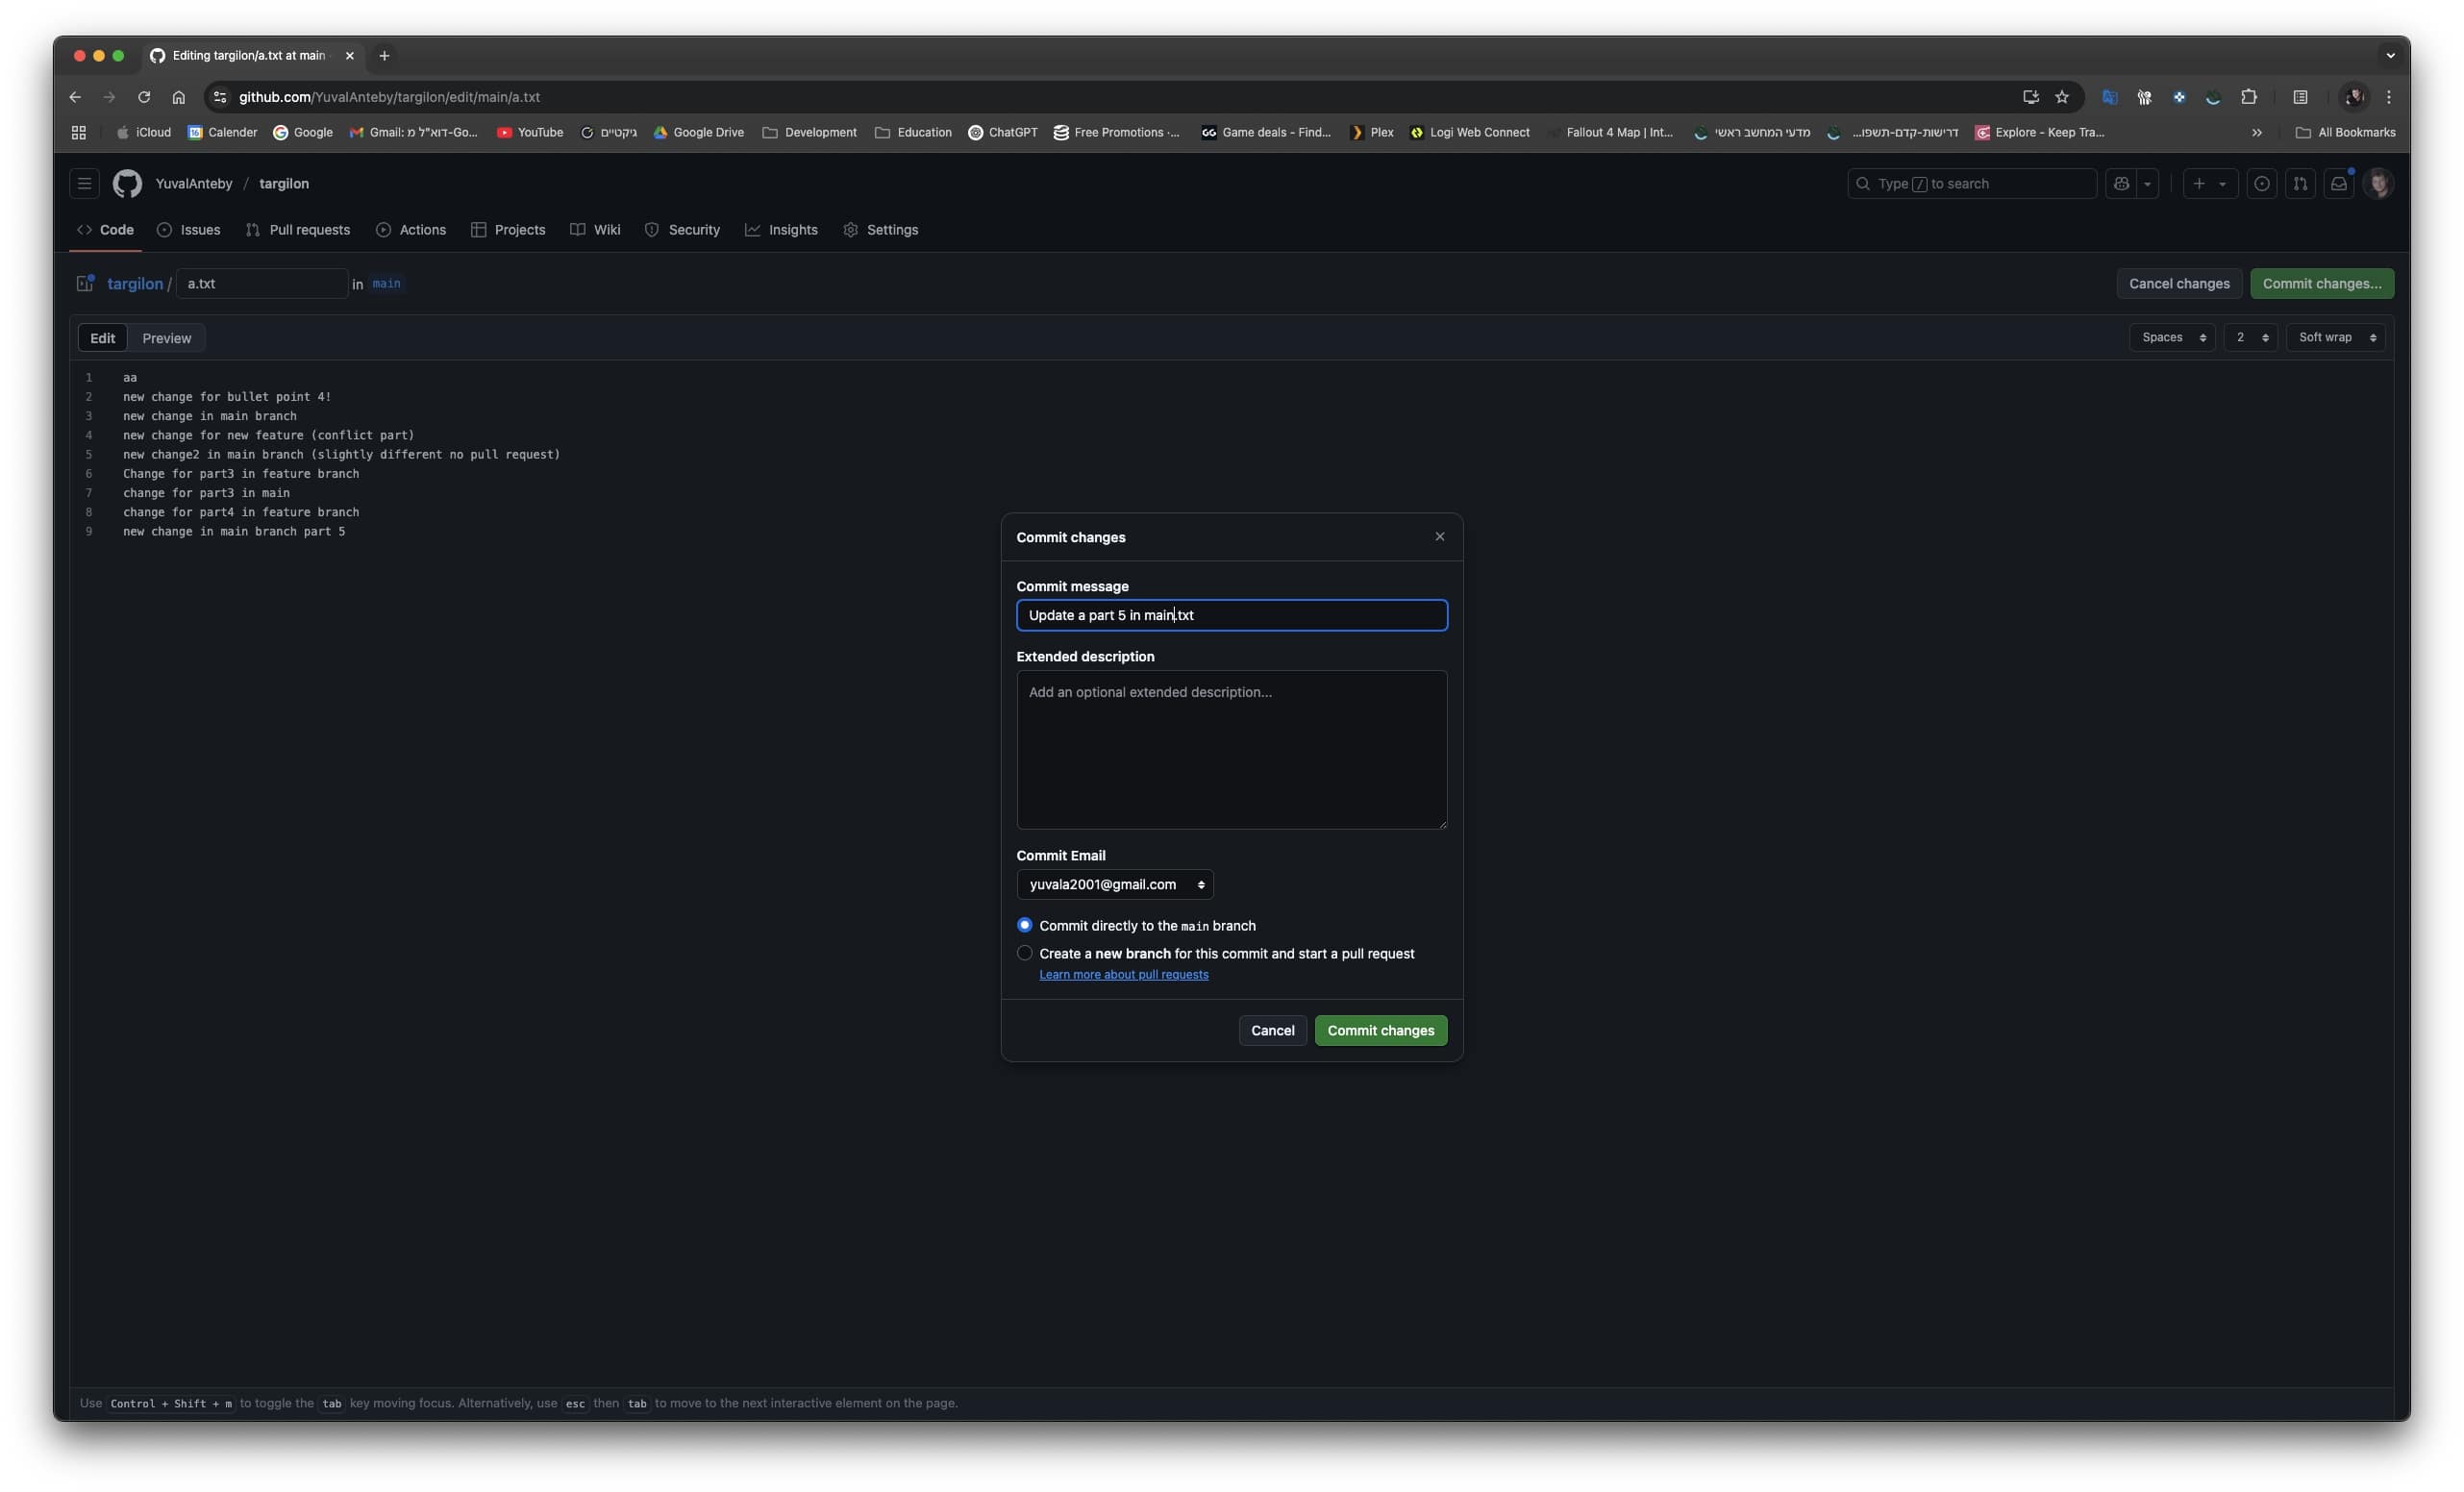 Editing targilon/a.txt at main
github.com/YuvalAnteby/targilon/edit/main/a.txt
iCloud Calender Google Gmail: דוא"ל מ-Go... YouTube גיקטיים Google Drive Development Education ChatGPT Free Promotions -... Game deals - Find... Plex Logi Web Connect Fallout 4 Map | Int... מדעי המחשב ראשי דרישות-קדם-תשפו... Explore - Keep Tra... All Bookmarks
YuvalAnteby / targilon Type / to search
Code Issues Pull requests Actions Projects Wiki Security Insights Settings
targilon / a.txt in main Cancel changes Commit changes...
Edit Preview Spaces 2 Soft wrap
1 aa
2 new change for bullet point 4!
3 new change in main branch
4 new change for new feature (conflict part)
5 new change2 in main branch (slightly different no pull request)
6 Change for part3 in feature branch
7 change for part3 in main
8 change for part4 in feature branch
9 new change in main branch part 5
Commit changes
Commit message
Update a part 5 in main.txt
Extended description
Add an optional extended description...
Commit Email
yuvala2001@gmail.com
Commit directly to the main branch
Create a new branch for this commit and start a pull request
Learn more about pull requests
Cancel Commit changes
Use Control + Shift + m to toggle the tab key moving focus. Alternatively, use esc then tab to move to the next interactive element on the page.